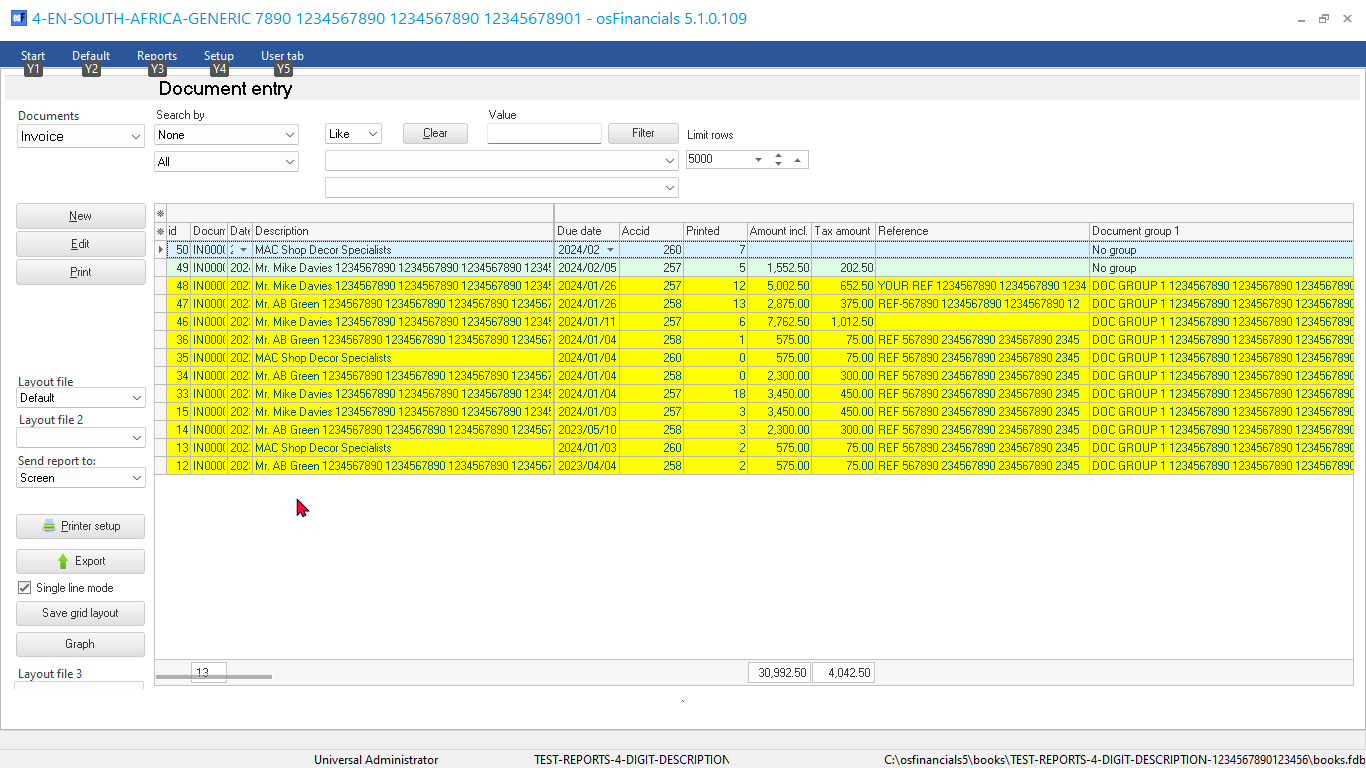 4-EN-SOUTH-AFRICA-GENERIC 7890 1234567890 1234567890 12345678901 - osFinancials 5.1.0.109
Start Default Reports Setup User tab
Y1 Y2 Y3 Y4 Y5
Document entry
Documents Search by Value
Invoice None Like Clear Filter Limit rows
All 5000
New
Edit
Print
id Docum Date Description Due date Accid Printed Amount incl. Tax amount Reference Document group 1
50 IN000 2 MAC Shop Decor Specialists 2024/02 260 7 No group
49 IN000 202 Mr. Mike Davies 1234567890 1234567890 1234567890 1234 2024/02/05 257 5 1,552.50 202.50 No group
48 IN000 202 Mr. Mike Davies 1234567890 1234567890 1234567890 1234 2024/01/26 257 12 5,002.50 652.50 YOUR REF 1234567890 1234567890 1234 DOC GROUP 1 1234567890 1234567890 1234567890
47 IN000 202 Mr. AB Green 1234567890 1234567890 1234567890 123456 2024/01/26 258 13 2,875.00 375.00 REF-567890 1234567890 1234567890 12 DOC GROUP 1 1234567890 1234567890 1234567890
46 IN000 202 Mr. Mike Davies 1234567890 1234567890 1234567890 1234 2024/01/11 257 6 7,762.50 1,012.50 DOC GROUP 1 1234567890 1234567890 1234567890
36 IN000 202 Mr. AB Green 1234567890 1234567890 1234567890 123456 2024/01/04 258 1 575.00 75.00 REF 567890 234567890 234567890 2345 DOC GROUP 1 1234567890 1234567890 1234567890
35 IN000 202 MAC Shop Decor Specialists 2024/01/04 260 0 575.00 75.00 REF 567890 234567890 234567890 2345 DOC GROUP 1 1234567890 1234567890 1234567890
34 IN000 202 Mr. AB Green 1234567890 1234567890 1234567890 123456 2024/01/04 258 0 2,300.00 300.00 REF 567890 234567890 234567890 2345 DOC GROUP 1 1234567890 1234567890 1234567890
33 IN000 202 Mr. Mike Davies 1234567890 1234567890 1234567890 1234 2024/01/04 257 18 3,450.00 450.00 REF 567890 234567890 234567890 2345 DOC GROUP 1 1234567890 1234567890 1234567890
15 IN000 202 Mr. Mike Davies 1234567890 1234567890 1234567890 1234 2024/01/03 257 3 3,450.00 450.00 REF 567890 234567890 234567890 2345 DOC GROUP 1 1234567890 1234567890 1234567890
14 IN000 202 Mr. AB Green 1234567890 1234567890 1234567890 123456 2023/05/10 258 3 2,300.00 300.00 REF 567890 234567890 234567890 2345 DOC GROUP 1 1234567890 1234567890 1234567890
13 IN000 202 MAC Shop Decor Specialists 2024/01/03 260 2 575.00 75.00 REF 567890 234567890 234567890 2345 DOC GROUP 1 1234567890 1234567890 1234567890
12 IN000 202 Mr. AB Green 1234567890 1234567890 1234567890 123456 2023/04/04 258 2 575.00 75.00 REF 567890 234567890 234567890 2345 DOC GROUP 1 1234567890 1234567890 1234567890
13 30,992.50 4,042.50
Layout file
Default
Layout file 2
Send report to:
Screen
Printer setup
Export
Single line mode
Save grid layout
Graph
Layout file 3
Universal Administrator TEST-REPORTS-4-DIGIT-DESCRIPTION C:\osfinancials5\books\TEST-REPORTS-4-DIGIT-DESCRIPTION-1234567890123456\books.fdb